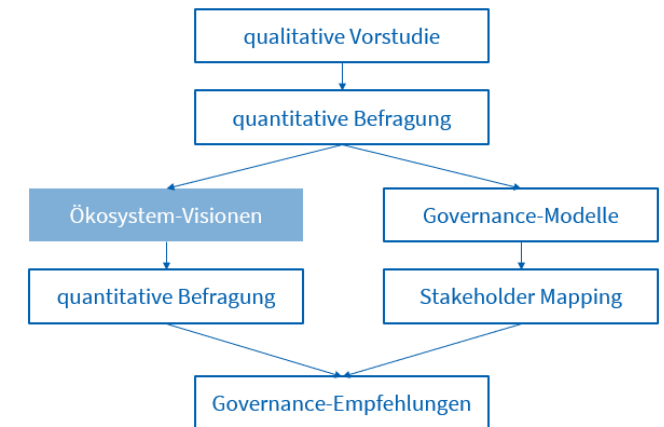 qualitative Vorstudie
quantitative Befragung
Ökosystem-Visionen
Governance-Modelle
quantitative Befragung
Stakeholder Mapping
Governance-Empfehlungen